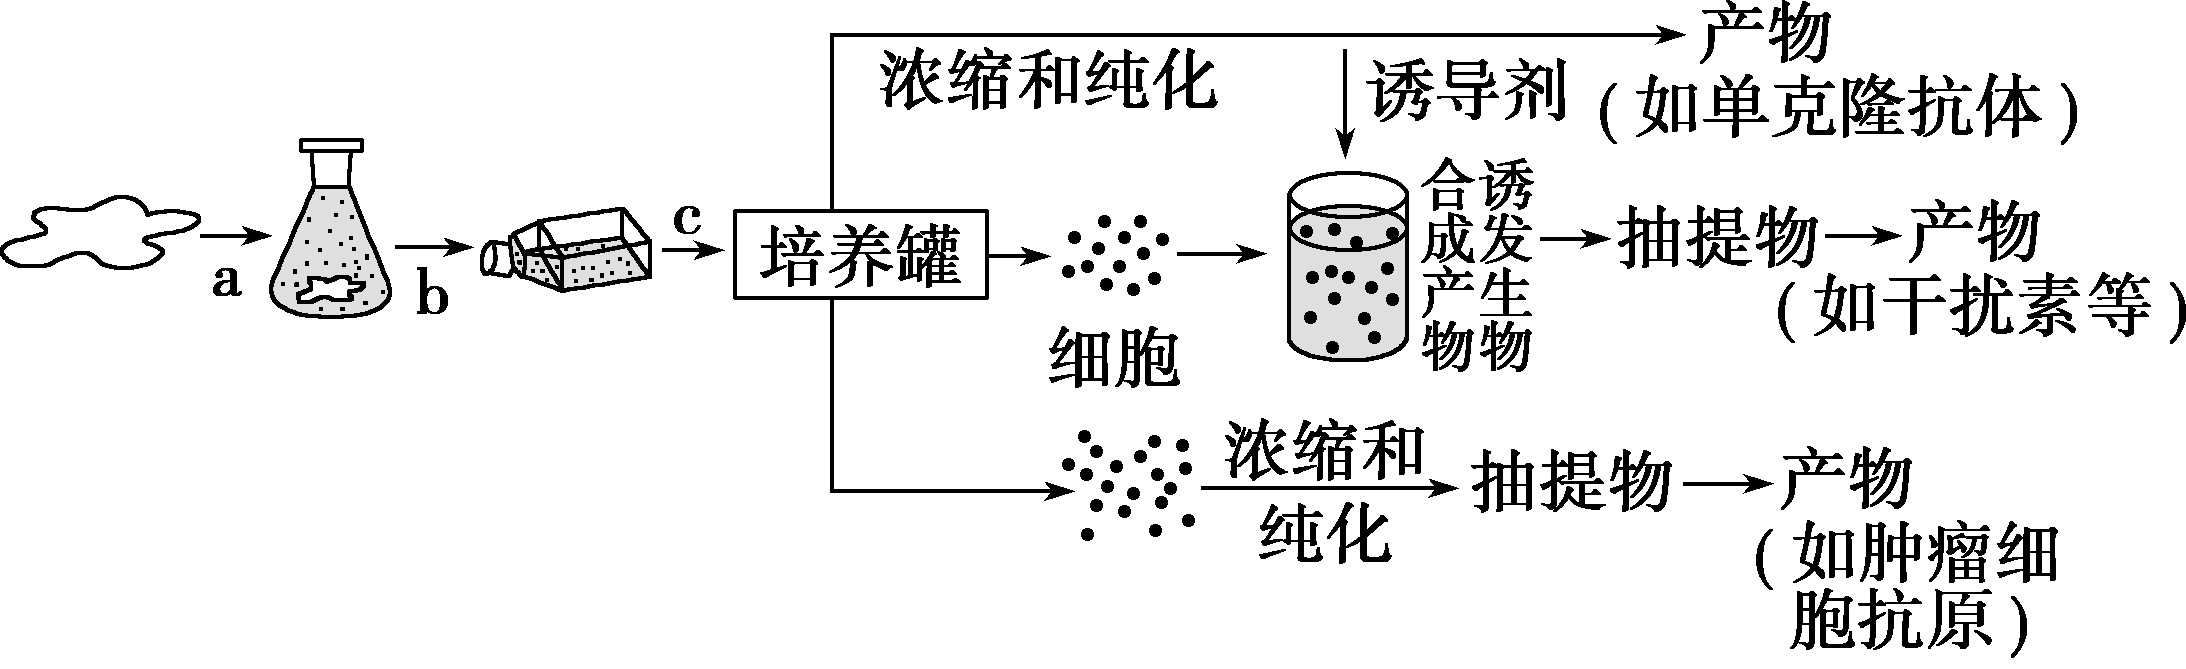 产物
(如单克隆抗体)
浓缩和纯化
诱导剂
a
b
c
培养罐
细胞
合成产物
诱发生物
抽提物
产物
(如干扰素等)
浓缩和
纯化
抽提物
产物
(如肿瘤细
胞抗原)